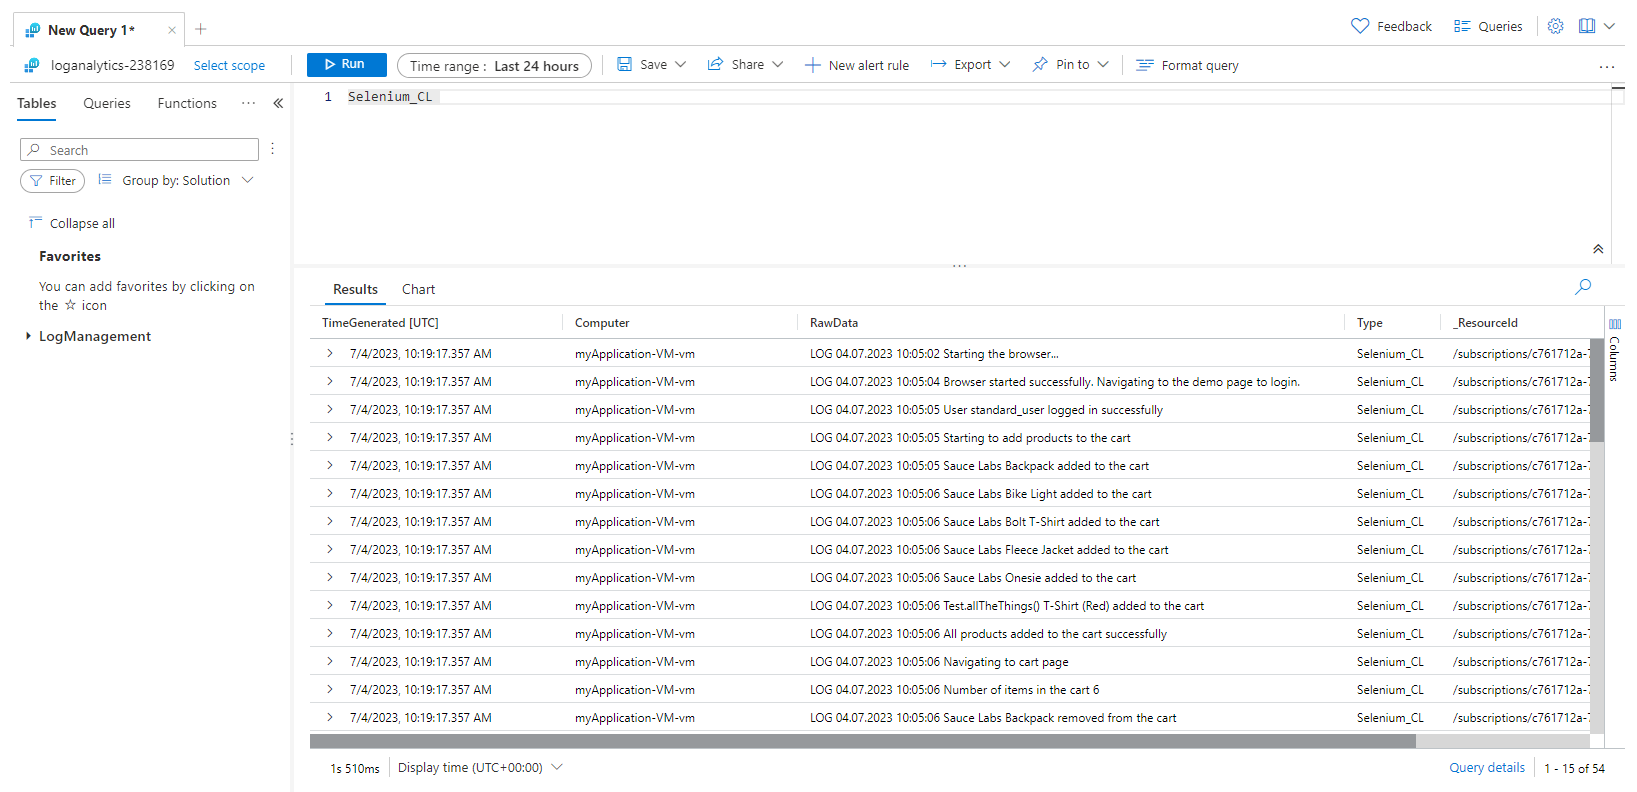 New Query 1*
Feedback
Queries
loganalytics-238169
Select scope
Run
Time range : Last 24 hours
Save
Share
New alert rule
Export
Pin to
Format query
Tables
Queries
Functions
1
Selenium_CL
Search
Filter
Group by: Solution
Collapse all
Favorites
You can add favorites by clicking on
the ☆ icon
LogManagement
Results
Chart
TimeGenerated [UTC] Computer RawData Type _ResourceId
7/4/2023, 10:19:17.357 AM myApplication-VM-vm LOG 04.07.2023 10:05:02 Starting the browser... Selenium_CL /subscriptions/c761712a-7
7/4/2023, 10:19:17.357 AM myApplication-VM-vm LOG 04.07.2023 10:05:04 Browser started successfully. Navigating to the demo page to login. Selenium_CL /subscriptions/c761712a-7
7/4/2023, 10:19:17.357 AM myApplication-VM-vm LOG 04.07.2023 10:05:05 User standard_user logged in successfully Selenium_CL /subscriptions/c761712a-7
7/4/2023, 10:19:17.357 AM myApplication-VM-vm LOG 04.07.2023 10:05:05 Starting to add products to the cart Selenium_CL /subscriptions/c761712a-7
7/4/2023, 10:19:17.357 AM myApplication-VM-vm LOG 04.07.2023 10:05:05 Sauce Labs Backpack added to the cart Selenium_CL /subscriptions/c761712a-7
7/4/2023, 10:19:17.357 AM myApplication-VM-vm LOG 04.07.2023 10:05:06 Sauce Labs Bike Light added to the cart Selenium_CL /subscriptions/c761712a-7
7/4/2023, 10:19:17.357 AM myApplication-VM-vm LOG 04.07.2023 10:05:06 Sauce Labs Bolt T-Shirt added to the cart Selenium_CL /subscriptions/c761712a-7
7/4/2023, 10:19:17.357 AM myApplication-VM-vm LOG 04.07.2023 10:05:06 Sauce Labs Fleece Jacket added to the cart Selenium_CL /subscriptions/c761712a-7
7/4/2023, 10:19:17.357 AM myApplication-VM-vm LOG 04.07.2023 10:05:06 Sauce Labs Onesie added to the cart Selenium_CL /subscriptions/c761712a-7
7/4/2023, 10:19:17.357 AM myApplication-VM-vm LOG 04.07.2023 10:05:06 Test.allTheThings() T-Shirt (Red) added to the cart Selenium_CL /subscriptions/c761712a-7
7/4/2023, 10:19:17.357 AM myApplication-VM-vm LOG 04.07.2023 10:05:06 All products added to the cart successfully Selenium_CL /subscriptions/c761712a-7
7/4/2023, 10:19:17.357 AM myApplication-VM-vm LOG 04.07.2023 10:05:06 Navigating to cart page Selenium_CL /subscriptions/c761712a-7
7/4/2023, 10:19:17.357 AM myApplication-VM-vm LOG 04.07.2023 10:05:06 Number of items in the cart 6 Selenium_CL /subscriptions/c761712a-7
7/4/2023, 10:19:17.357 AM myApplication-VM-vm LOG 04.07.2023 10:05:06 Sauce Labs Backpack removed from the cart Selenium_CL /subscriptions/c761712a-7
Columns
1s 510ms
Display time (UTC+00:00)
Query details
1 - 15 of 54